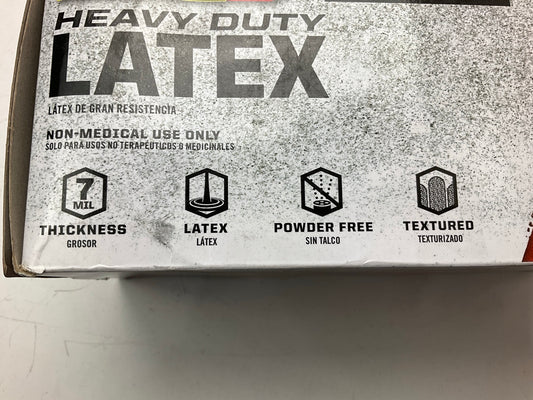 HEAVY DUTY
LATEX
LÁTEX DE GRAN RESISTENCIA
NON-MEDICAL USE ONLY
SOLO PARA USOS NO TERAPÉUTICOS O MEDICINALES
7
MIL
THICKNESS
GROSOR
LATEX
LÁTEX
POWDER FREE
SIN TALCO
TEXTURED
TEXTURIZADO